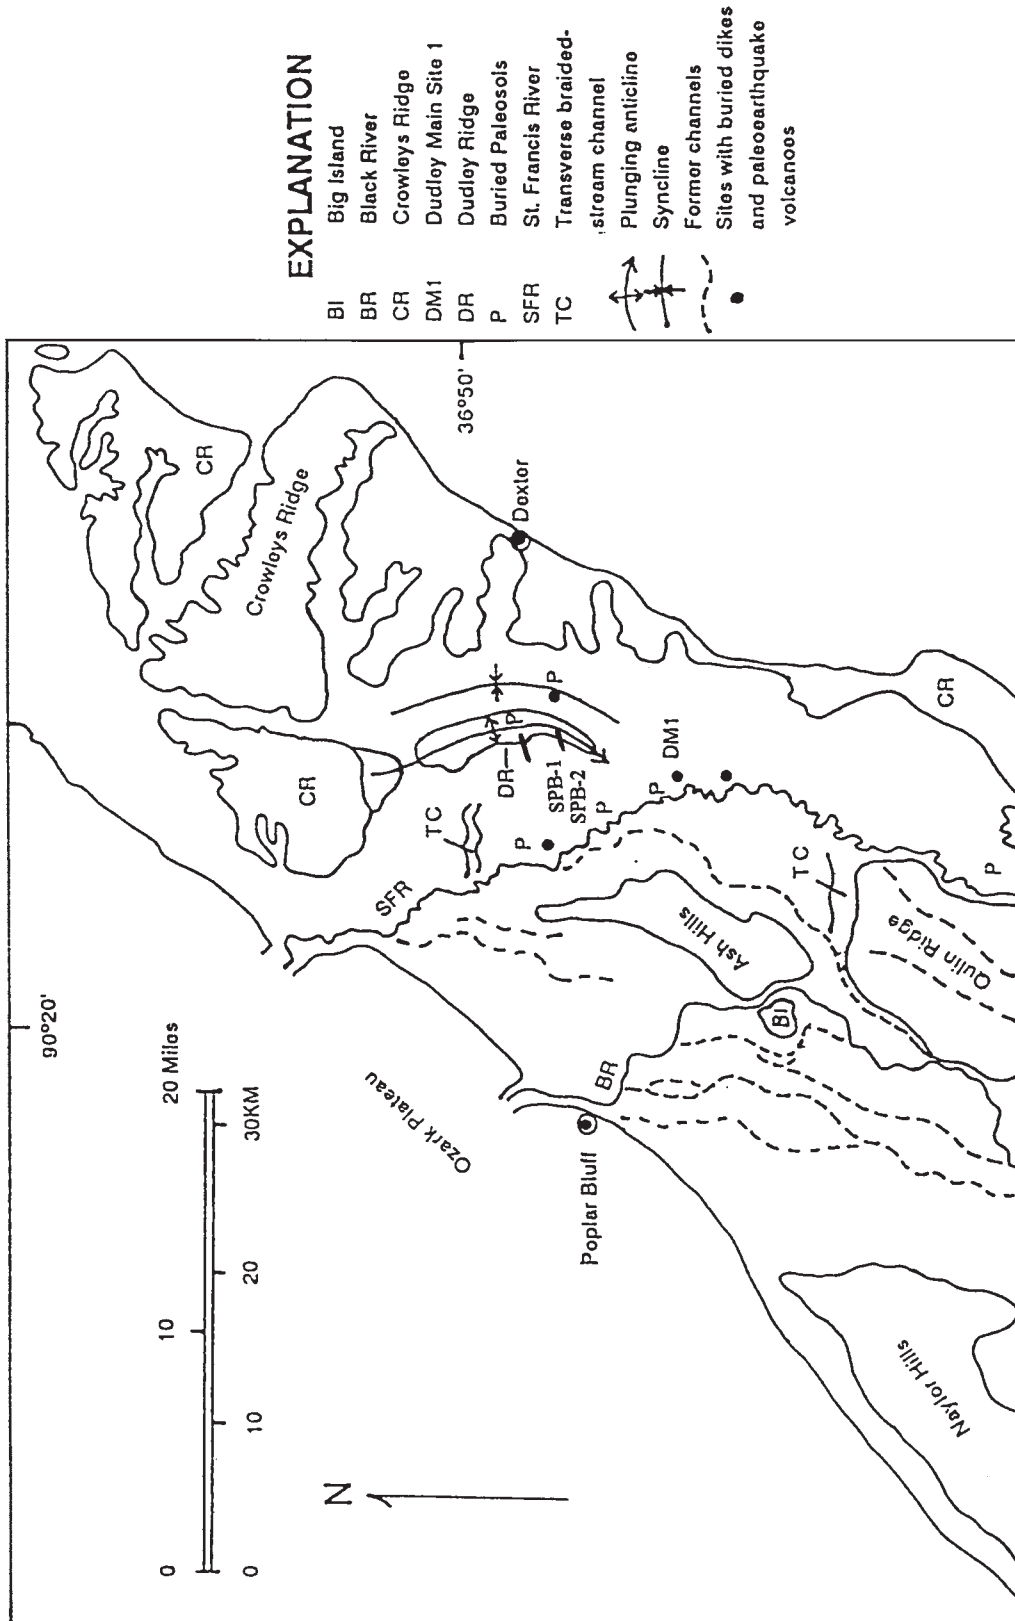 EXPLANATION
BI Big Island
BR Black River
CR Crowleys Ridge
DM1 Dudley Main Site 1
DR Dudley Ridge
P Buried Paleosols
SFR St. Francis River
TC Transverse braided-
stream channel
Plunging anticline
Syncline
Former channels
Sites with buried dikes
and paleoearthquake
volcanoes
90°20'
36°50'
0 10 20 Miles
0 10 20 30KM
N
Ozark Plateau
Poplar Bluff
Naylor Hills
BR
BI
Ash Hills
Qulin Ridge
TC
SFR
TC
CR
Crowleys Ridge
CR
Dexter
DR
P
P
SPB-1
SPB-2
P
P
P
DM1
CR
P